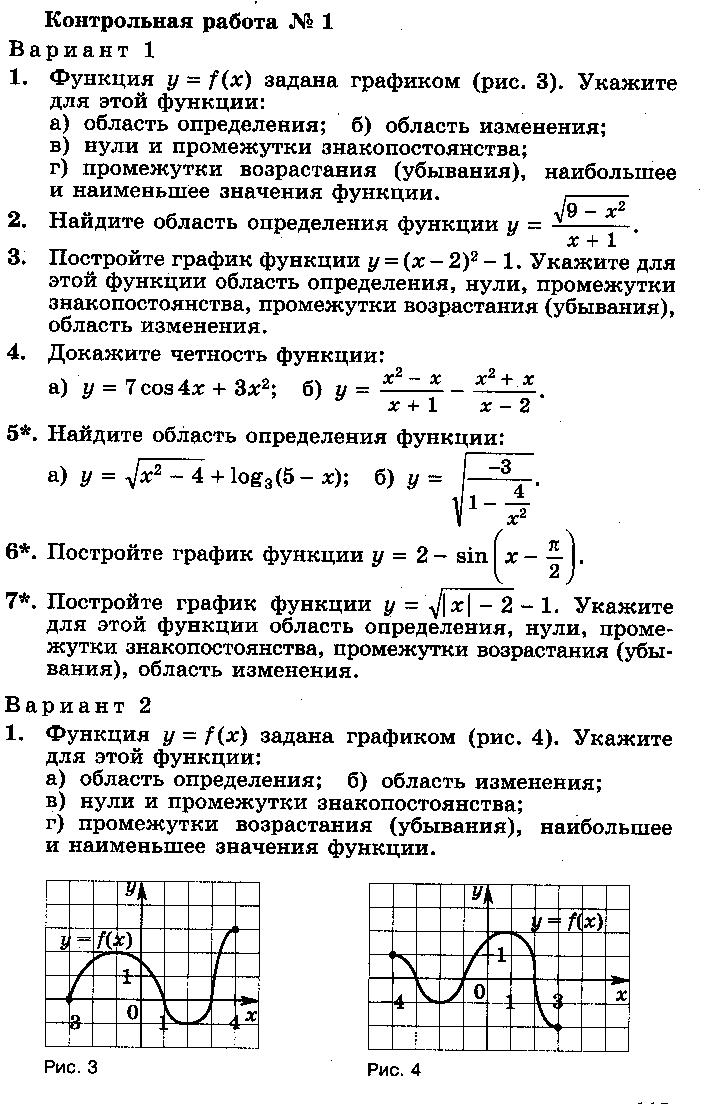 Контрольная работа № 1
Вариант 1
1. Функция y = f(x) задана графиком (рис. 3). Укажите
для этой функции:
а) область определения; б) область изменения;
в) нули и промежутки знакопостоянства;
г) промежутки возрастания (убывания), наибольшее
и наименьшее значения функции.
2. Найдите область определения функции y = √(9 − x²) / (x + 1).
3. Постройте график функции y = (x − 2)² − 1. Укажите для
этой функции область определения, нули, промежутки
знакопостоянства, промежутки возрастания (убывания),
область изменения.
4. Докажите четность функции:
а) y = 7 cos 4x + 3x²; б) y = (x² − x)/(x + 1) − (x² + x)/(x − 2).
5*. Найдите область определения функции:
а) y = √(x² − 4) + log₃(5 − x); б) y = √(−3/(1 − 4/x²)).
6*. Постройте график функции y = 2 − sin(x − π/2).
7*. Постройте график функции y = √(|x| − 2) − 1. Укажите
для этой функции область определения, нули, проме-
жутки знакопостоянства, промежутки возрастания (убы-
вания), область изменения.
Вариант 2
1. Функция y = f(x) задана графиком (рис. 4). Укажите
для этой функции:
а) область определения; б) область изменения;
в) нули и промежутки знакопостоянства;
г) промежутки возрастания (убывания), наибольшее
и наименьшее значения функции.
y
y = f(x)
1
3 0 1 4 x
Рис. 3
y
y = f(x)
1
4 0 1 3 x
Рис. 4